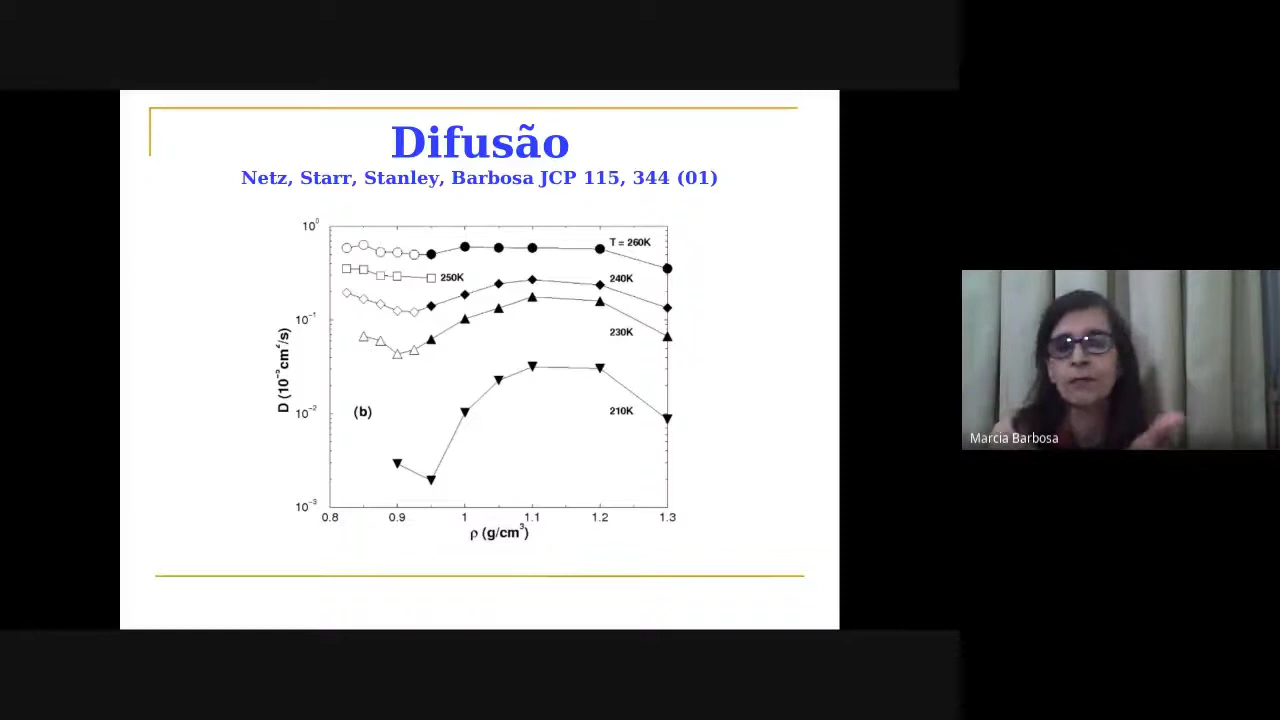 Difusão
Netz, Starr, Stanley, Barbosa JCP 115, 344 (01)
10⁰
T = 260K
250K
240K
10⁻¹
230K
D (10⁻⁵cm²/s)
(b)
10⁻²
210K
10⁻³
0.8 0.9 1 1.1 1.2 1.3
ρ (g/cm³)
Marcia Barbosa